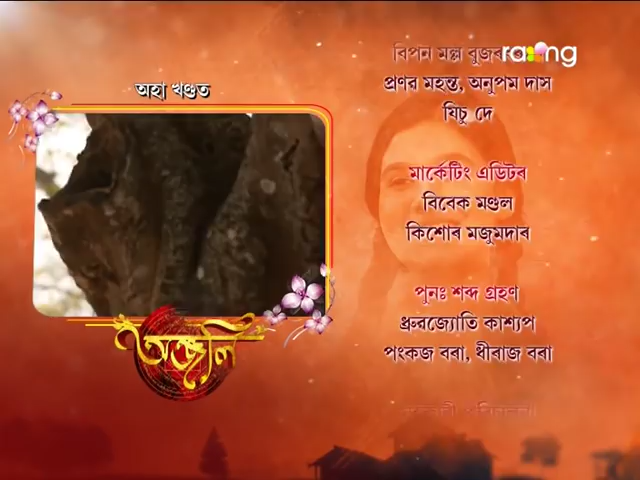 rang
অহা খণ্ডত
বিপন মল্ল
প্ৰণৱ মহন্ত, অনুপম দাস
যিচু দে
মাৰ্কেটিং এডিটৰ
বিবেক মণ্ডল
কিশোৰ মজুমদাৰ
পুনঃ শব্দ গ্ৰহণ
ধ্ৰুৱজ্যোতি কাশ্যপ
পংকজ বৰা, ধীৰাজ বৰা
অঞ্জলি